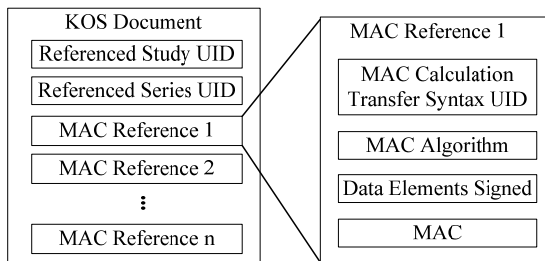 KOS Document
Referenced Study UID
Referenced Series UID
MAC Reference 1
MAC Reference 2
⋮
MAC Reference n
MAC Reference 1
MAC Calculation
Transfer Syntax UID
MAC Algorithm
Data Elements Signed
MAC